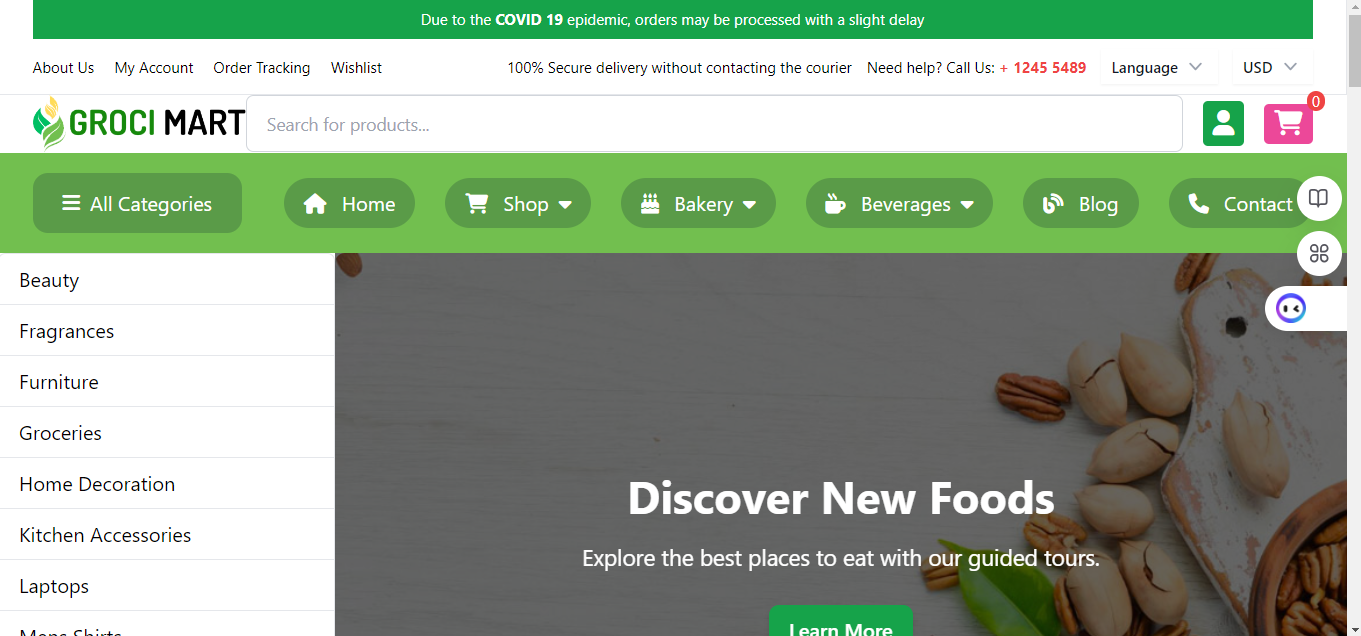 Due to the COVID 19 epidemic, orders may be processed with a slight delay
About Us My Account Order Tracking Wishlist 100% Secure delivery without contacting the courier Need help? Call Us: + 1245 5489 Language USD
GROCI MART Search for products... 0
All Categories Home Shop Bakery Beverages Blog Contact
Beauty
Fragrances
Furniture
Groceries
Home Decoration
Kitchen Accessories
Laptops
Mens Shirts
Discover New Foods
Explore the best places to eat with our guided tours.
Learn More